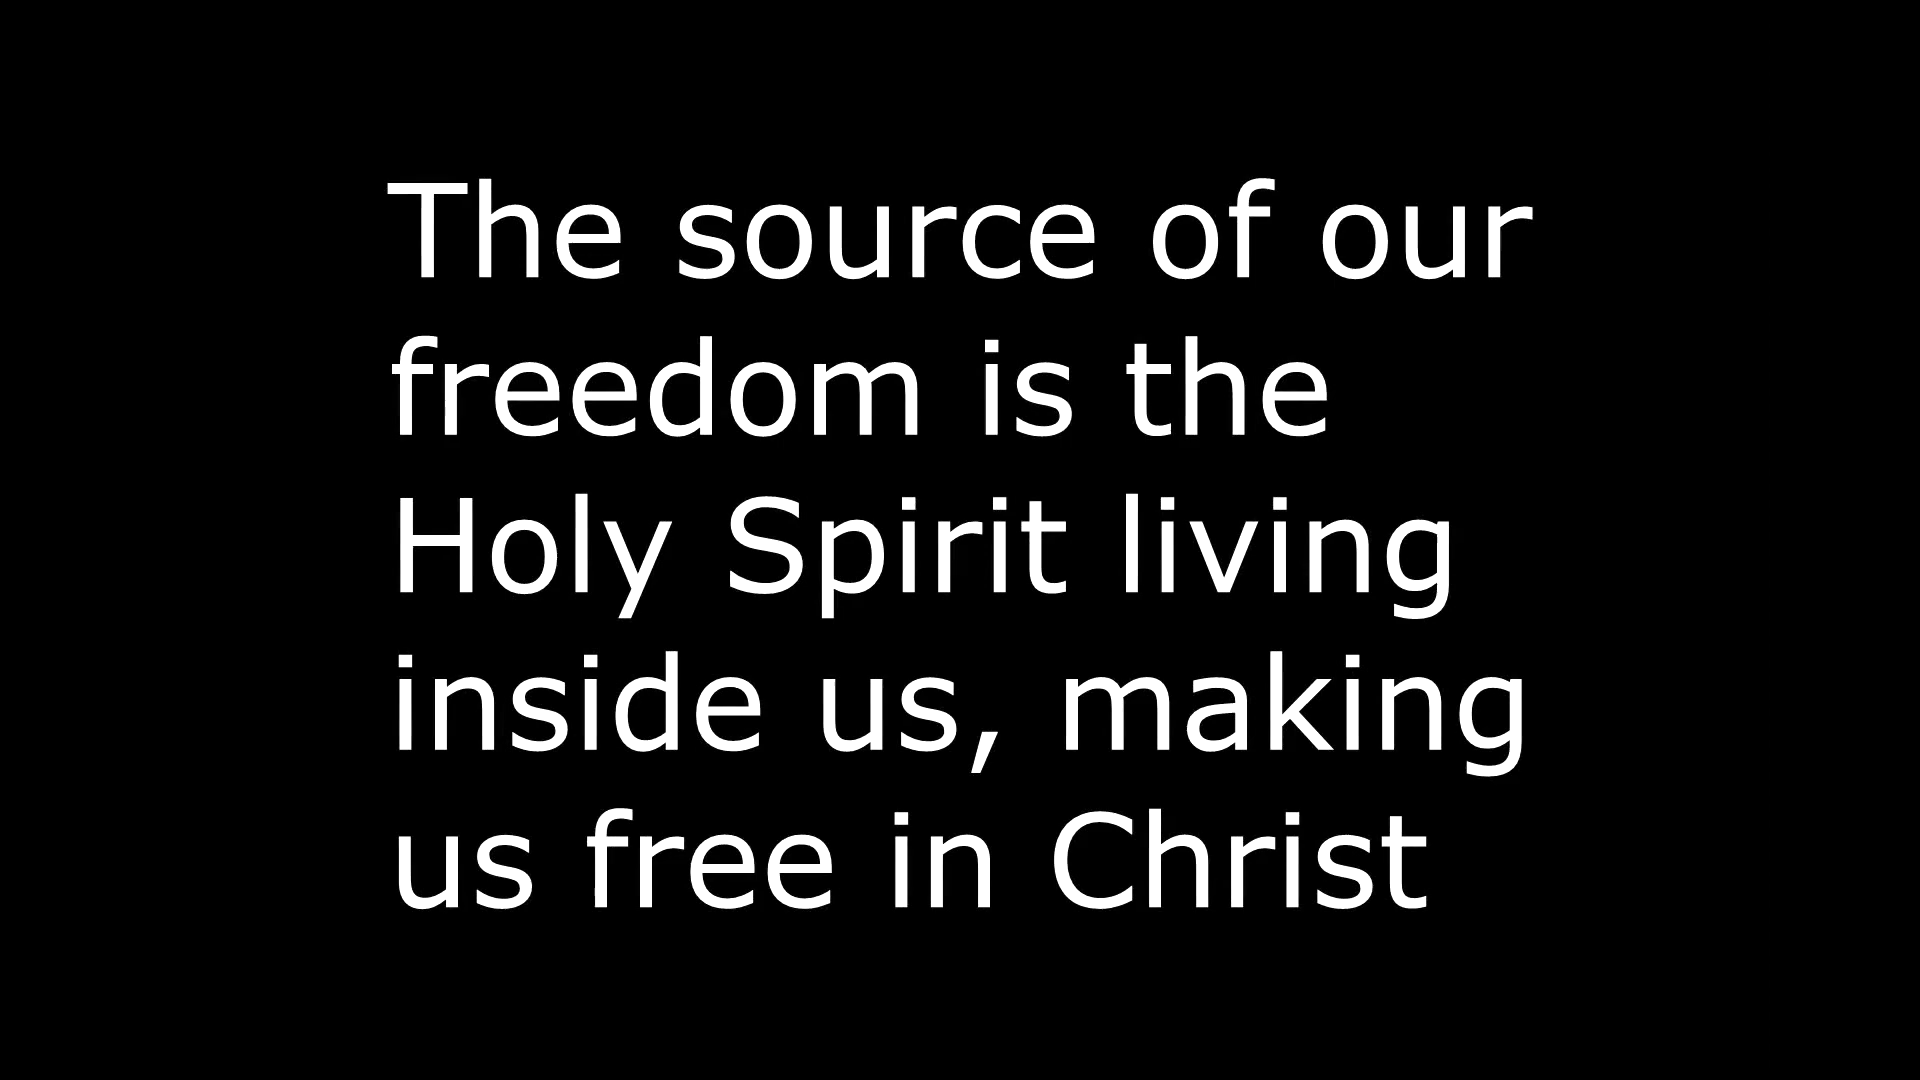 The source of our
freedom is the
Holy Spirit living
inside us, making
us free in Christ